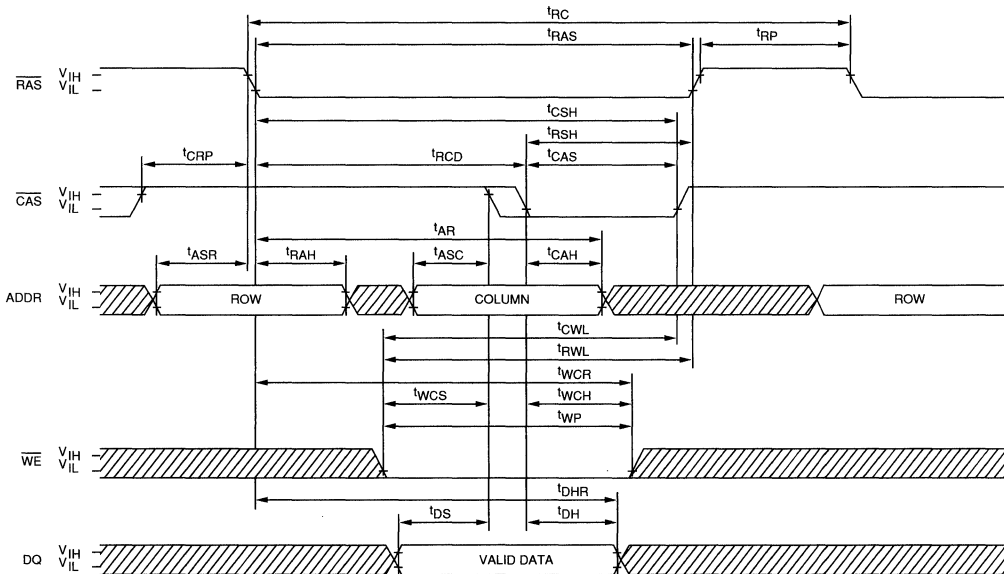 tRC
tRAS tRP
RAS VIH
VIL
tCSH
tRSH
tCRP tRCD tCAS
CAS VIH
VIL
tAR
tASR tRAH tASC tCAH
ADDR VIH
VIL ROW COLUMN ROW
tCWL
tRWL
tWCR
tWCS tWCH
tWP
WE VIH
VIL
tDHR
tDS tDH
DQ VIH
VIL VALID DATA